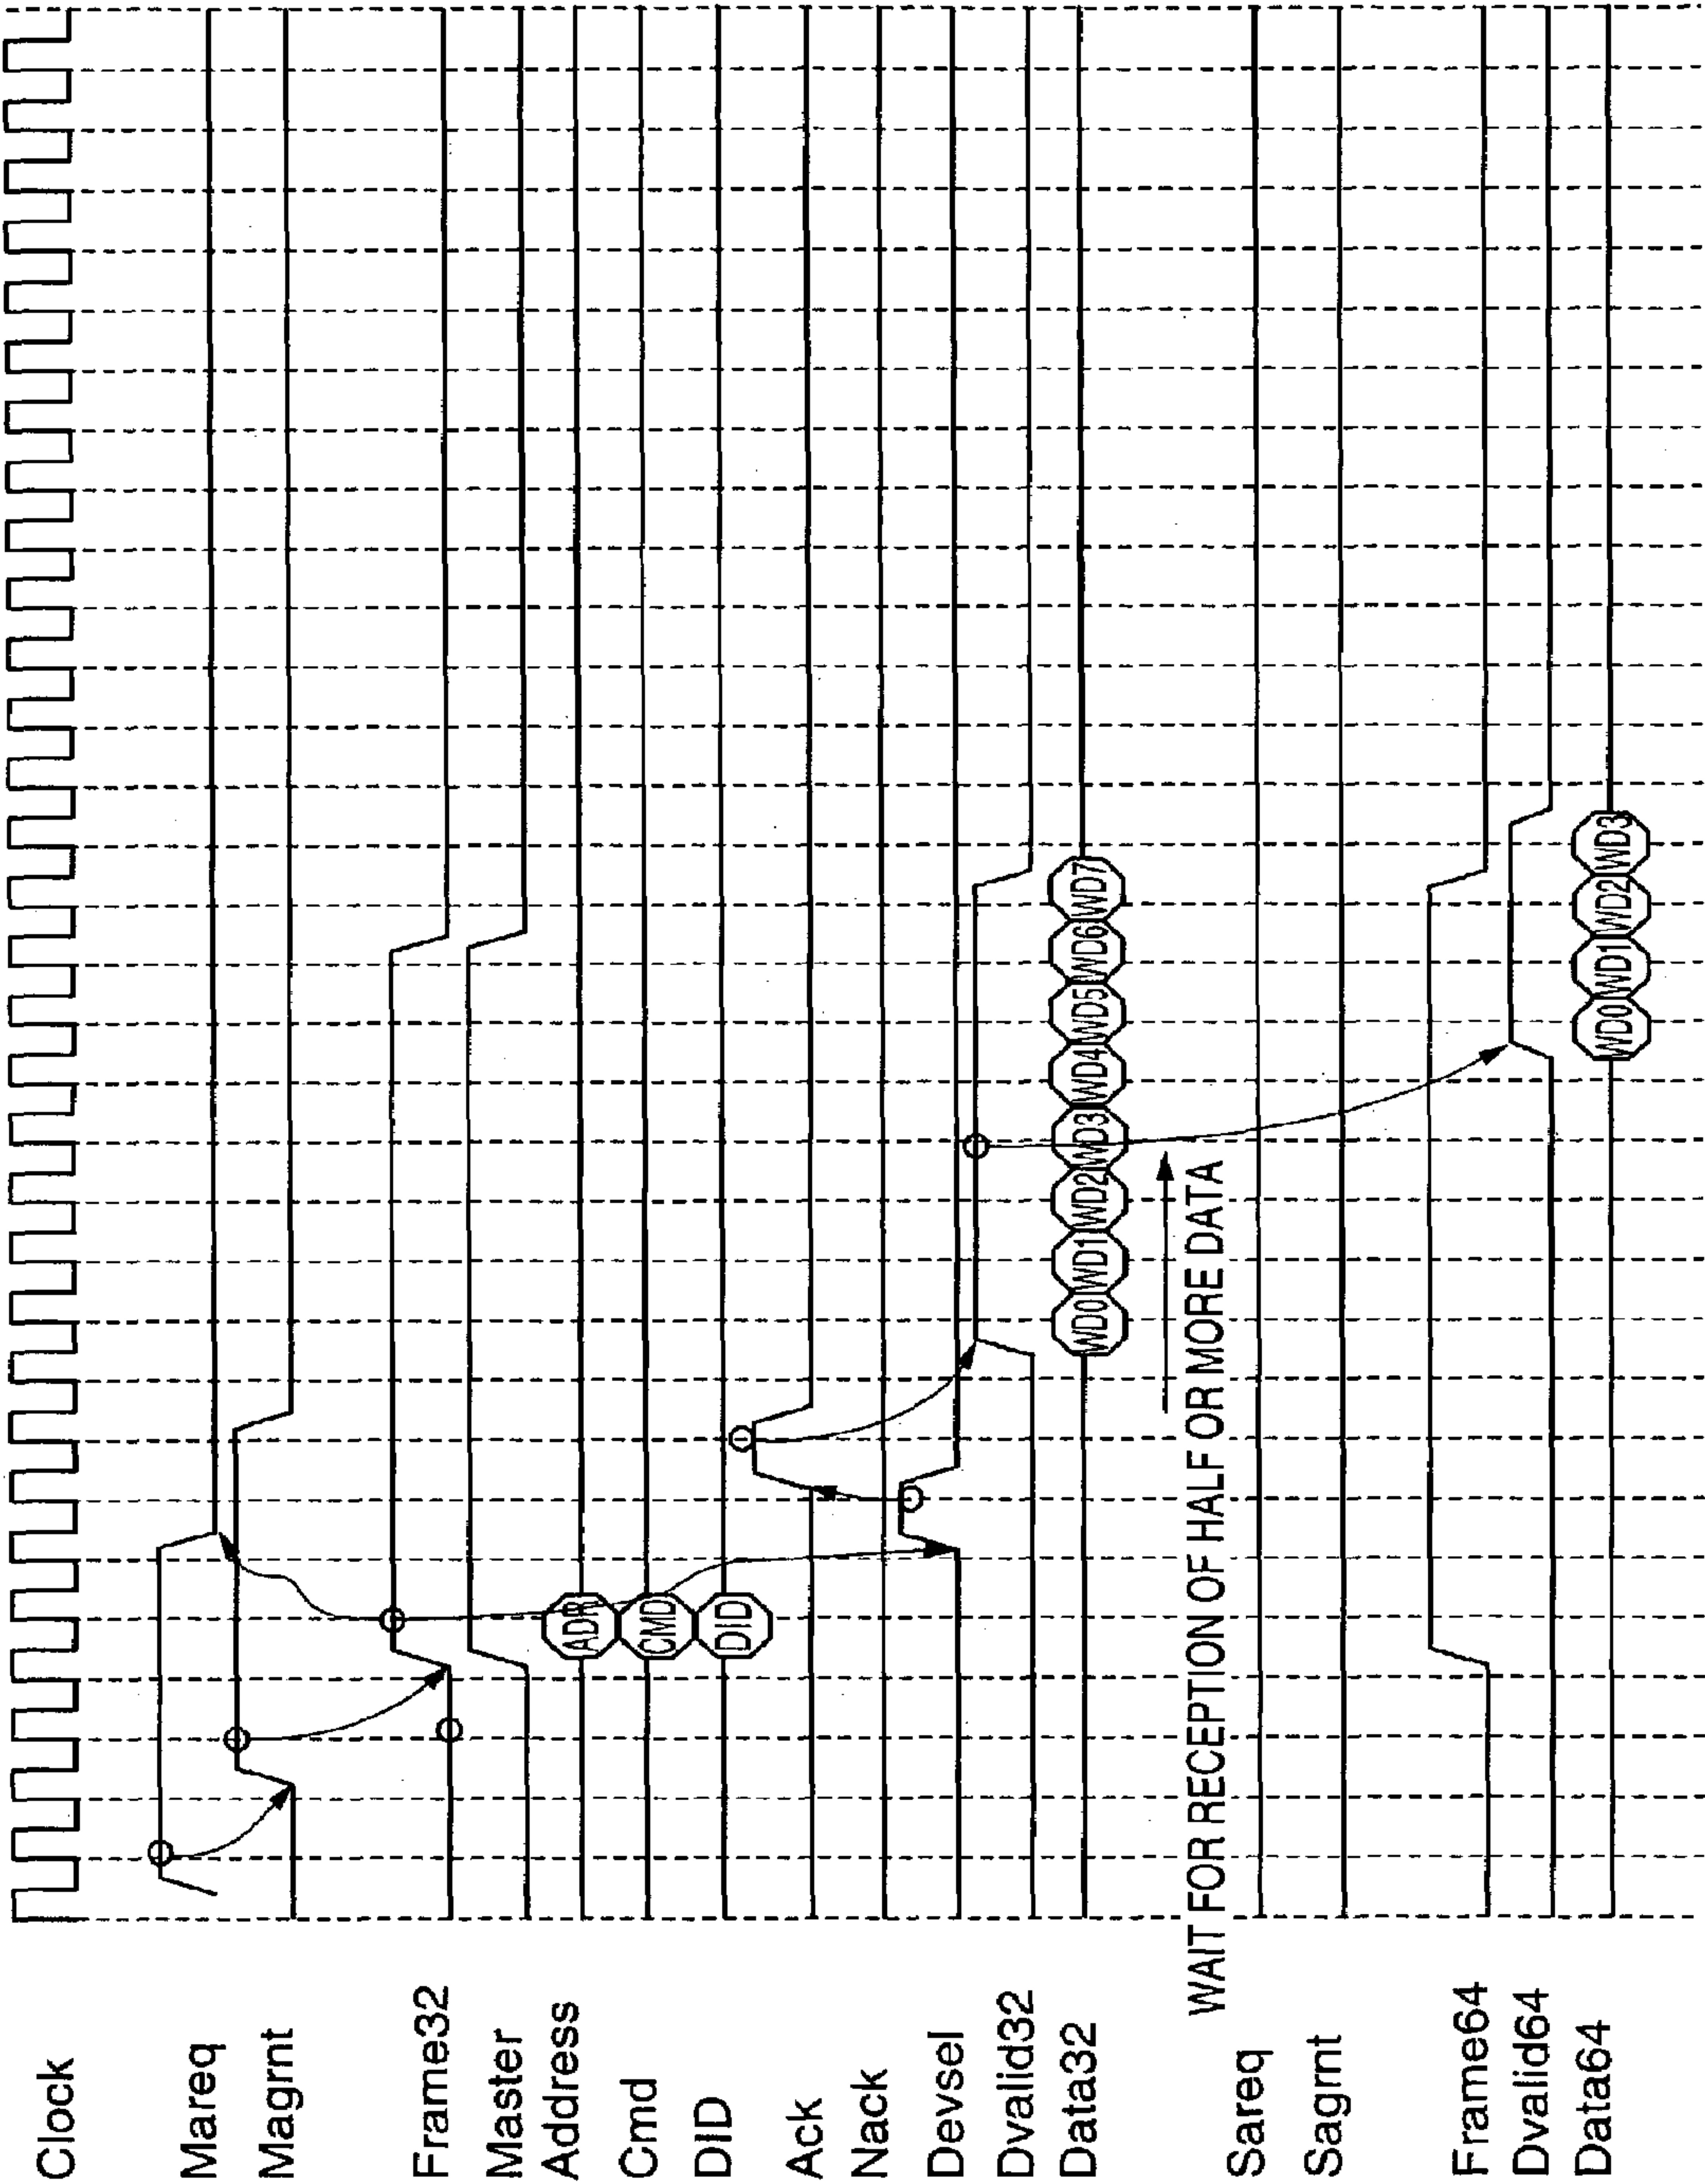 Clock
Mareq
Magrnt
Frame32
Master
Address
ADR
Cmd
CMD
DID
DID
Ack
Nack
Devsel
Dvalid32
Data32
WD0 WD1 WD2 WD3 WD4 WD5 WD6 WD7
WAIT FOR RECEPTION OF HALF FOR MORE DATA
Sareq
Sagrnt
Frame64
Dvalid64
Data64
WD0 WD1 WD2 WD3